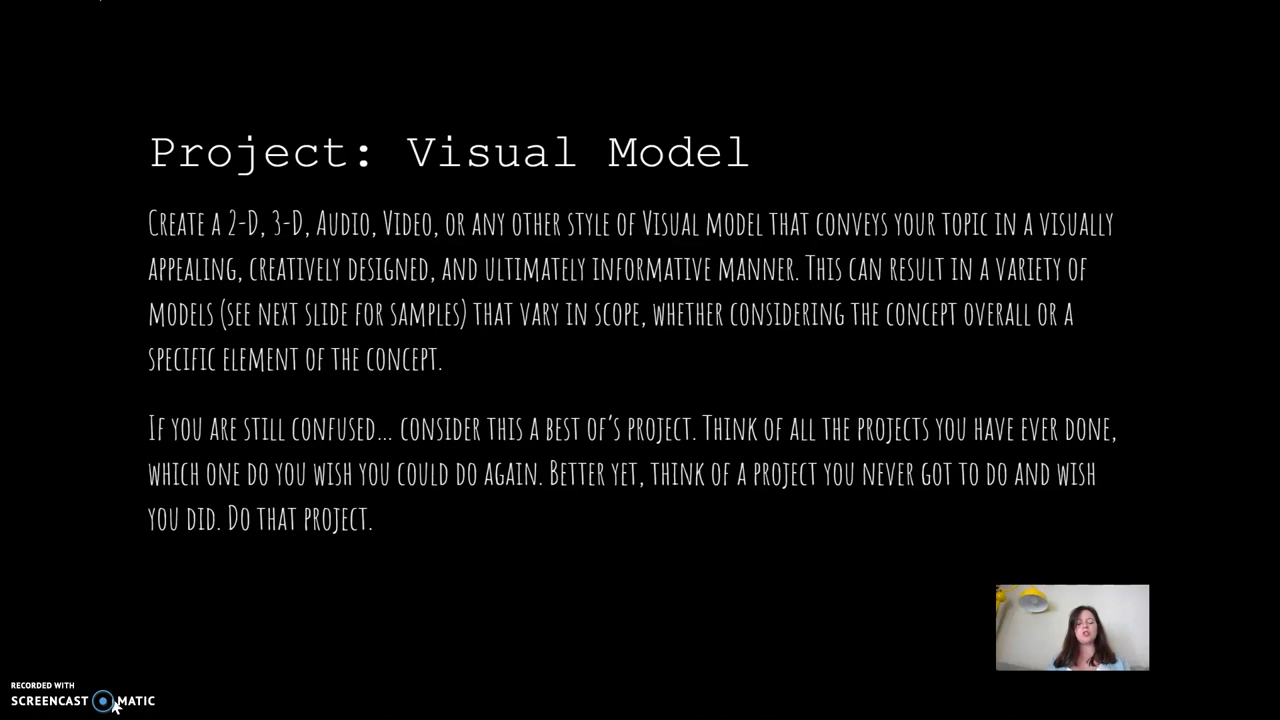 Project: Visual Model
Create a 2-D, 3-D, Audio, Video, or any other style of Visual model that conveys your topic in a visually
appealing, creatively designed, and ultimately informative manner. This can result in a variety of
models (see next slide for samples) that vary in scope, whether considering the concept overall or a
specific element of the concept.
If you are still confused... consider this a best of's project. Think of all the projects you have ever done,
which one do you wish you could do again. Better yet, think of a project you never got to do and wish
you did. Do that project.
RECORDED WITH
SCREENCAST MATIC